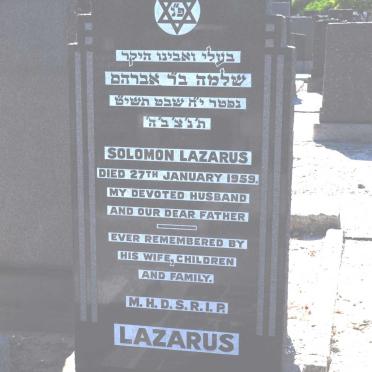 פ״נ
בעלי ואבינו היקר
שלמה בר אברהם
נפטר י״ח שבט תשי״ט
ת׳נ׳צ׳ב׳ה׳
SOLOMON LAZARUS
DIED 27TH JANUARY 1959.
MY DEVOTED HUSBAND
AND OUR DEAR FATHER
EVER REMEMBERED BY
HIS WIFE, CHILDREN
AND FAMILY.
M.H.D.S.R.I.P.
LAZARUS